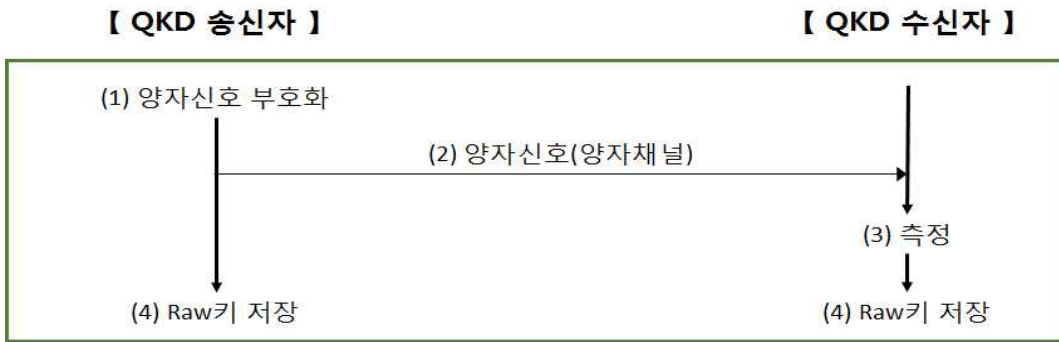 【 QKD 송신자 】 【 QKD 수신자 】
(1) 양자신호 부호화
(2) 양자신호(양자채널)
(3) 측정
(4) Raw키 저장 (4) Raw키 저장